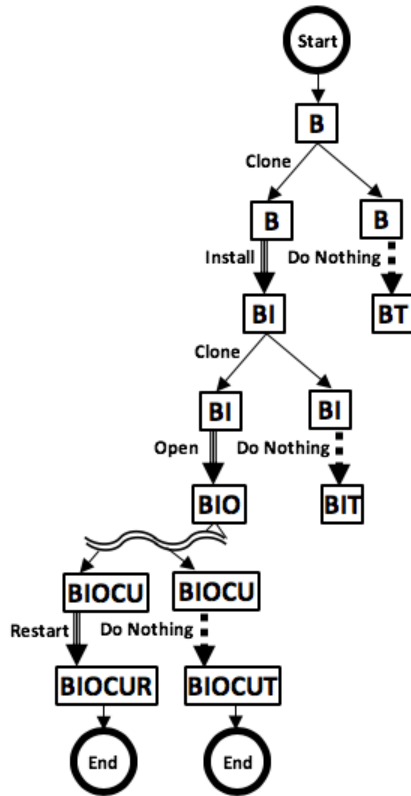 Start
B
Clone
B B
Install Do Nothing
BI BT
Clone
BI BI
Open Do Nothing
BIO BIT
BIOCU BIOCU
Restart Do Nothing
BIOCUR BIOCUT
End End